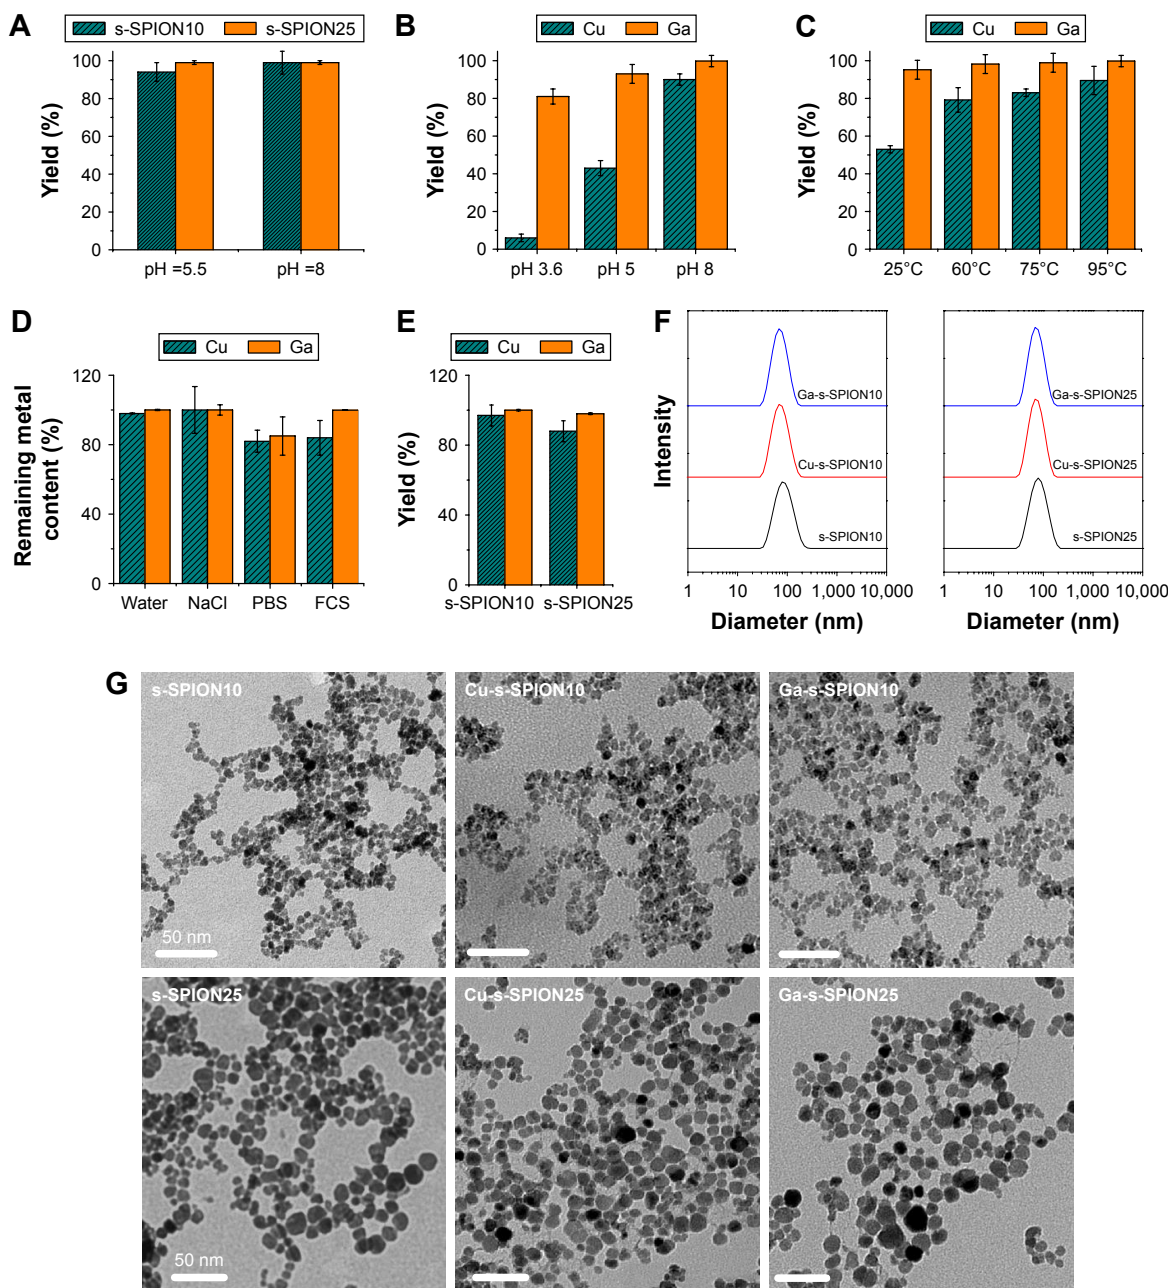 A
s-SPION10 s-SPION25
Yield (%)
100
80
60
40
20
0
pH =5.5 pH =8
B
Cu Ga
Yield (%)
100
80
60
40
20
0
pH 3.6 pH 5 pH 8
C
Cu Ga
Yield (%)
100
80
60
40
20
0
25°C 60°C 75°C 95°C
D
Cu Ga
Remaining metal
content (%)
120
80
40
0
Water NaCl PBS FCS
E
Cu Ga
Yield (%)
120
80
40
0
s-SPION10 s-SPION25
F
Intensity
Ga-s-SPION10
Cu-s-SPION10
s-SPION10
1 10 100 1,000 10,000
Diameter (nm)
Ga-s-SPION25
Cu-s-SPION25
s-SPION25
1 10 100 1,000 10,000
Diameter (nm)
G
s-SPION10
50 nm
Cu-s-SPION10
Ga-s-SPION10
s-SPION25
50 nm
Cu-s-SPION25
Ga-s-SPION25